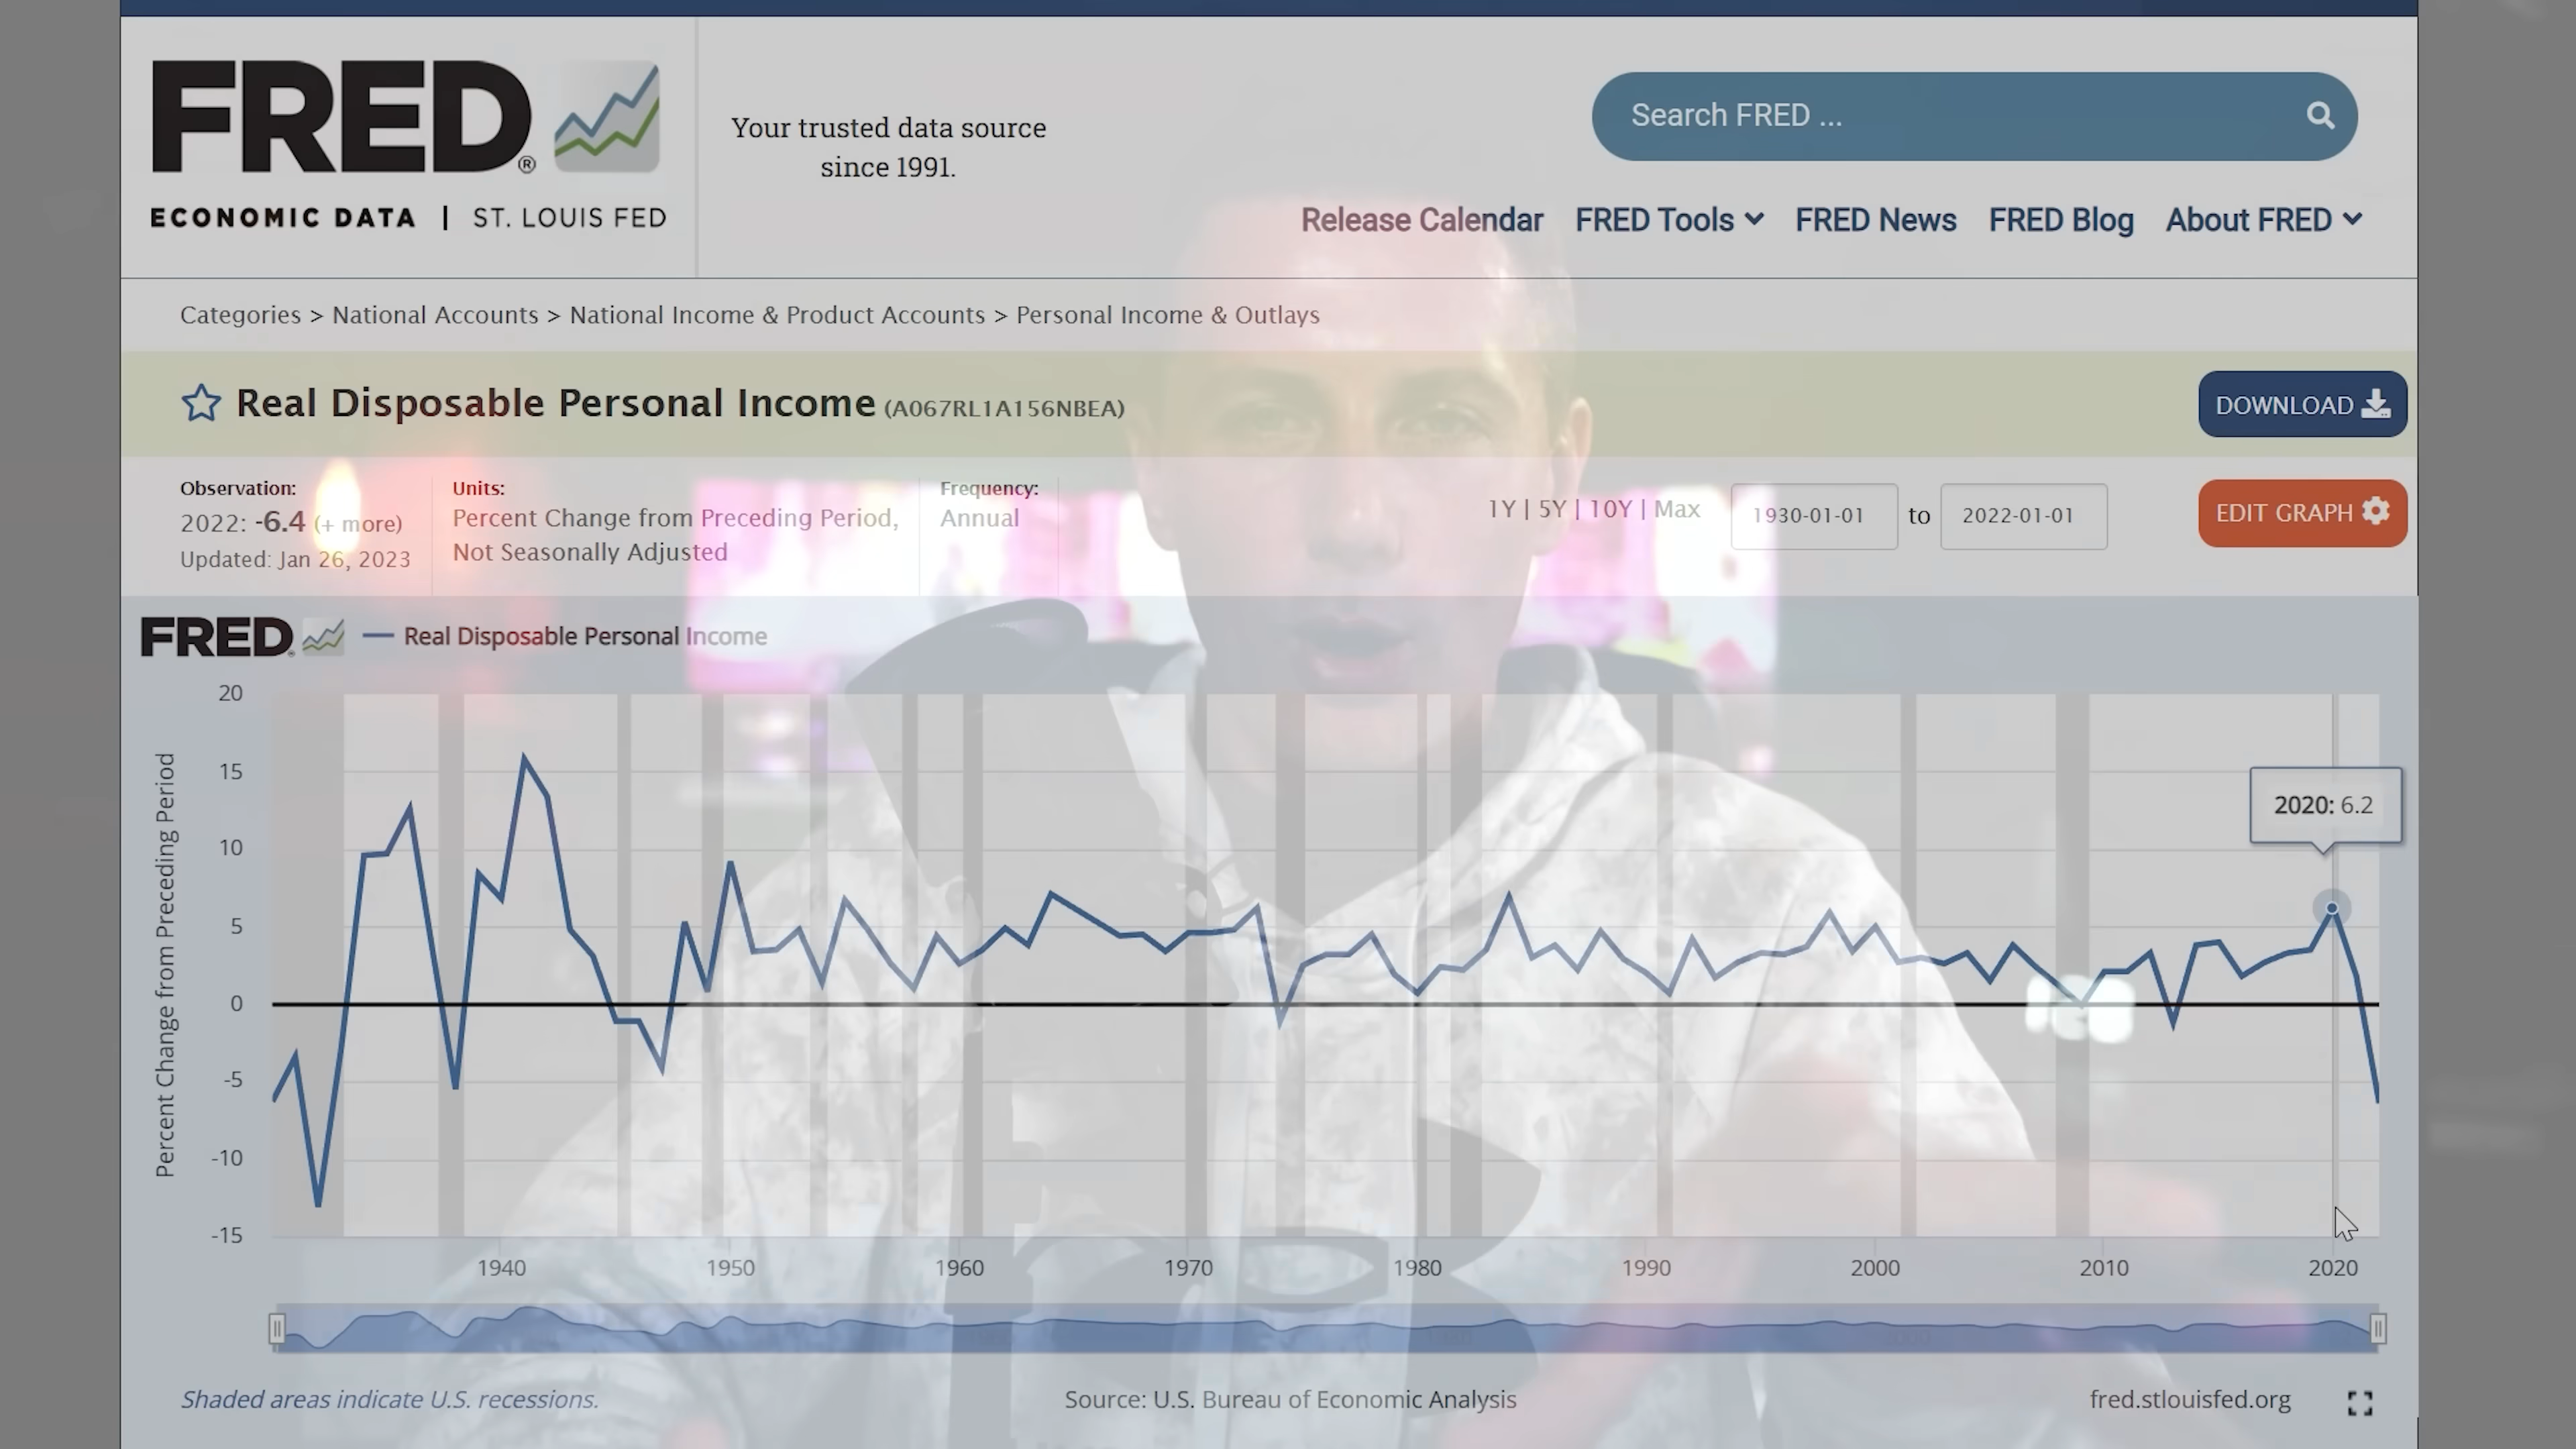 FRED®
ECONOMIC DATA | ST. LOUIS FED
Your trusted data source
since 1991.
Search FRED ...
Release Calendar FRED Tools FRED News FRED Blog About FRED
Categories > National Accounts > National Income & Product Accounts > Personal Income & Outlays
Real Disposable Personal Income (A067RL1A156NBEA)
DOWNLOAD
Observation:
2022: -6.4 (+ more)
Updated: Jan 26, 2023
Units:
Percent Change from Preceding Period,
Not Seasonally Adjusted
Frequency:
Annual
1Y | 5Y | 10Y | Max
1930-01-01 to 2022-01-01
EDIT GRAPH
FRED — Real Disposable Personal Income
Percent Change from Preceding Period
20
15
10
5
0
-5
-10
-15
2020: 6.2
1940 1950 1960 1970 1980 1990 2000 2010 2020
Shaded areas indicate U.S. recessions.
Source: U.S. Bureau of Economic Analysis
fred.stlouisfed.org